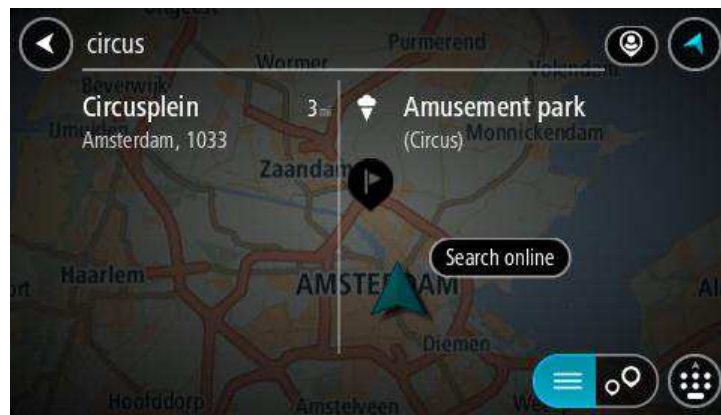 circus
Purmerend
Wormer
Volendam
Beverwijk
Circusplein
3 mi
Amsterdam, 1033
Amusement park
(Circus)
Monnickendam
Zaandam
Search online
Haarlem
AMSTERDAM
Diemen
Hoofddorp
Amstelveen